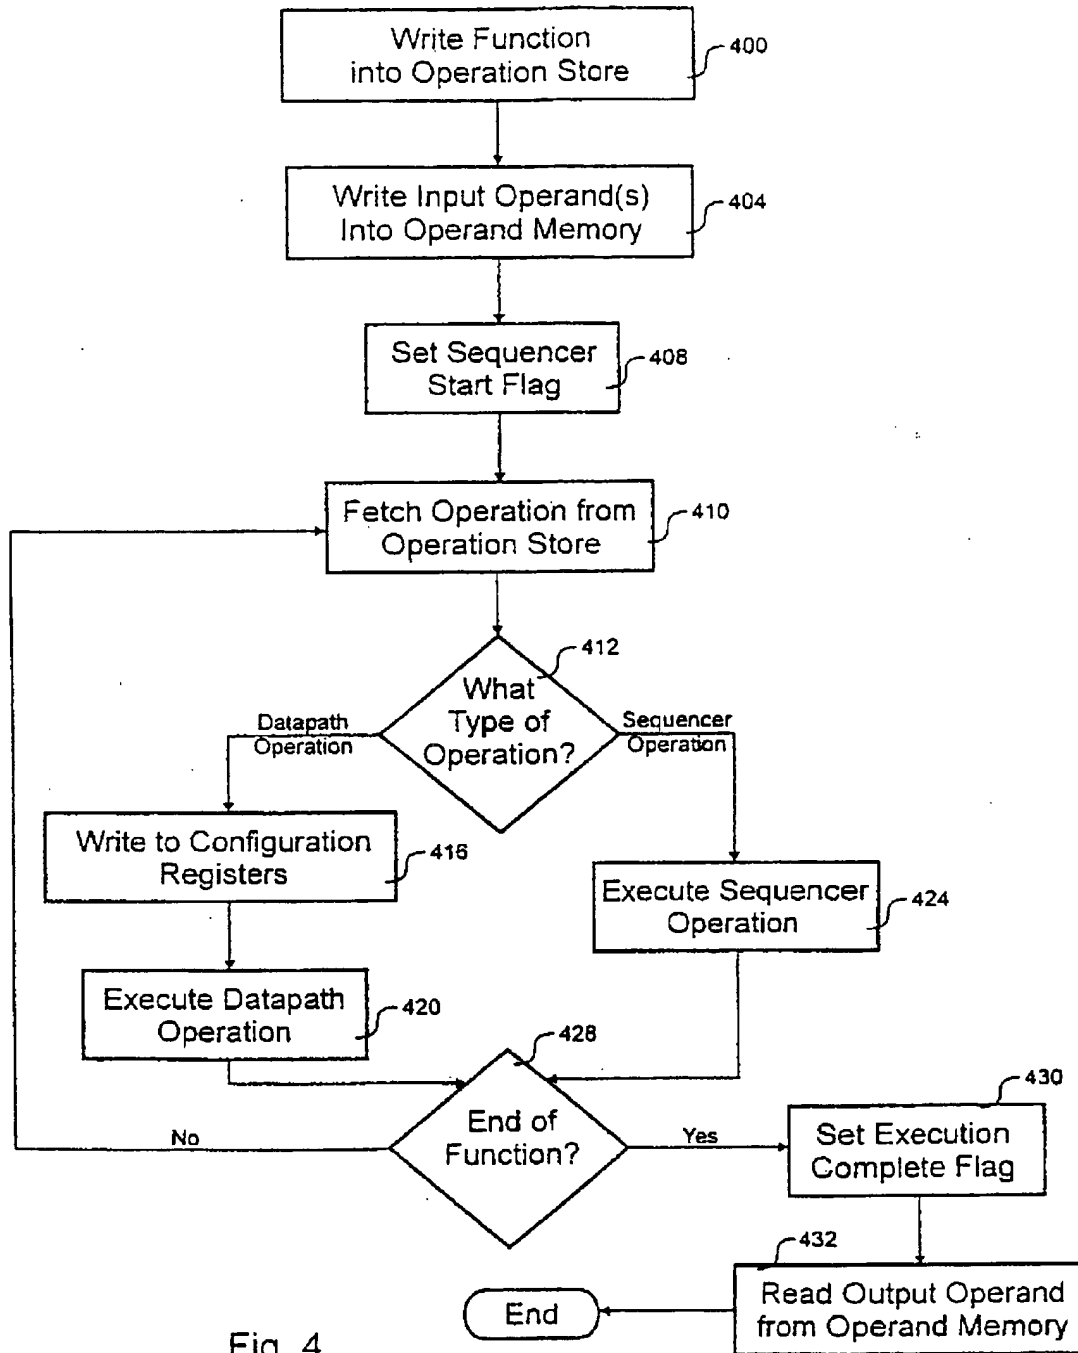 Write Function
into Operation Store
400
Write Input Operand(s)
Into Operand Memory
404
Set Sequencer
Start Flag
408
Fetch Operation from
Operation Store
410
412
What
Type of
Operation?
Datapath
Operation
Sequencer
Operation
Write to Configuration
Registers
416
Execute Sequencer
Operation
424
Execute Datapath
Operation
420
428
End of
Function?
No
Yes
430
Set Execution
Complete Flag
432
Read Output Operand
from Operand Memory
End
Fig. 4